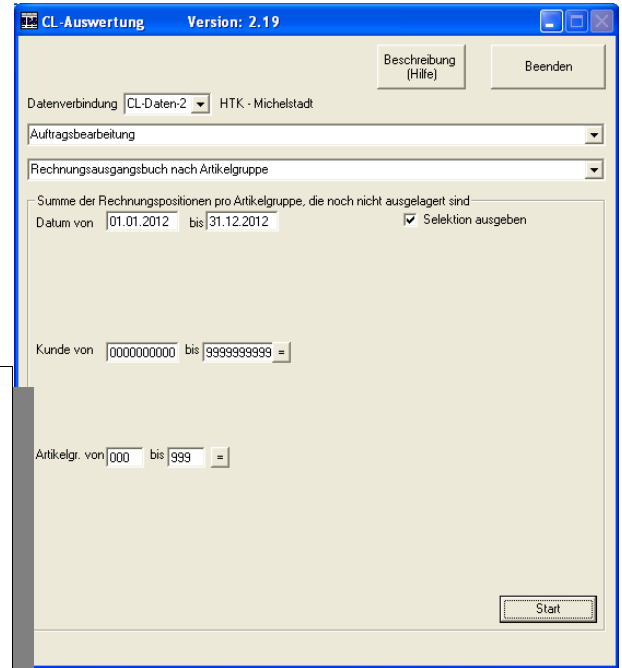 CL-Auswertung Version: 2.19
Beschreibung
(Hilfe)
Beenden
Datenverbindung CL-Daten-2 HTK - Michelstadt
Auftragsbearbeitung
Rechnungsausgangsbuch nach Artikelgruppe
Summe der Rechnungspositionen pro Artikelgruppe, die noch nicht ausgelagert sind
Datum von 01.01.2012 bis 31.12.2012 Selektion ausgeben
Kunde von 0000000000 bis 9999999999 =
Artikelgr. von 000 bis 999 =
Start